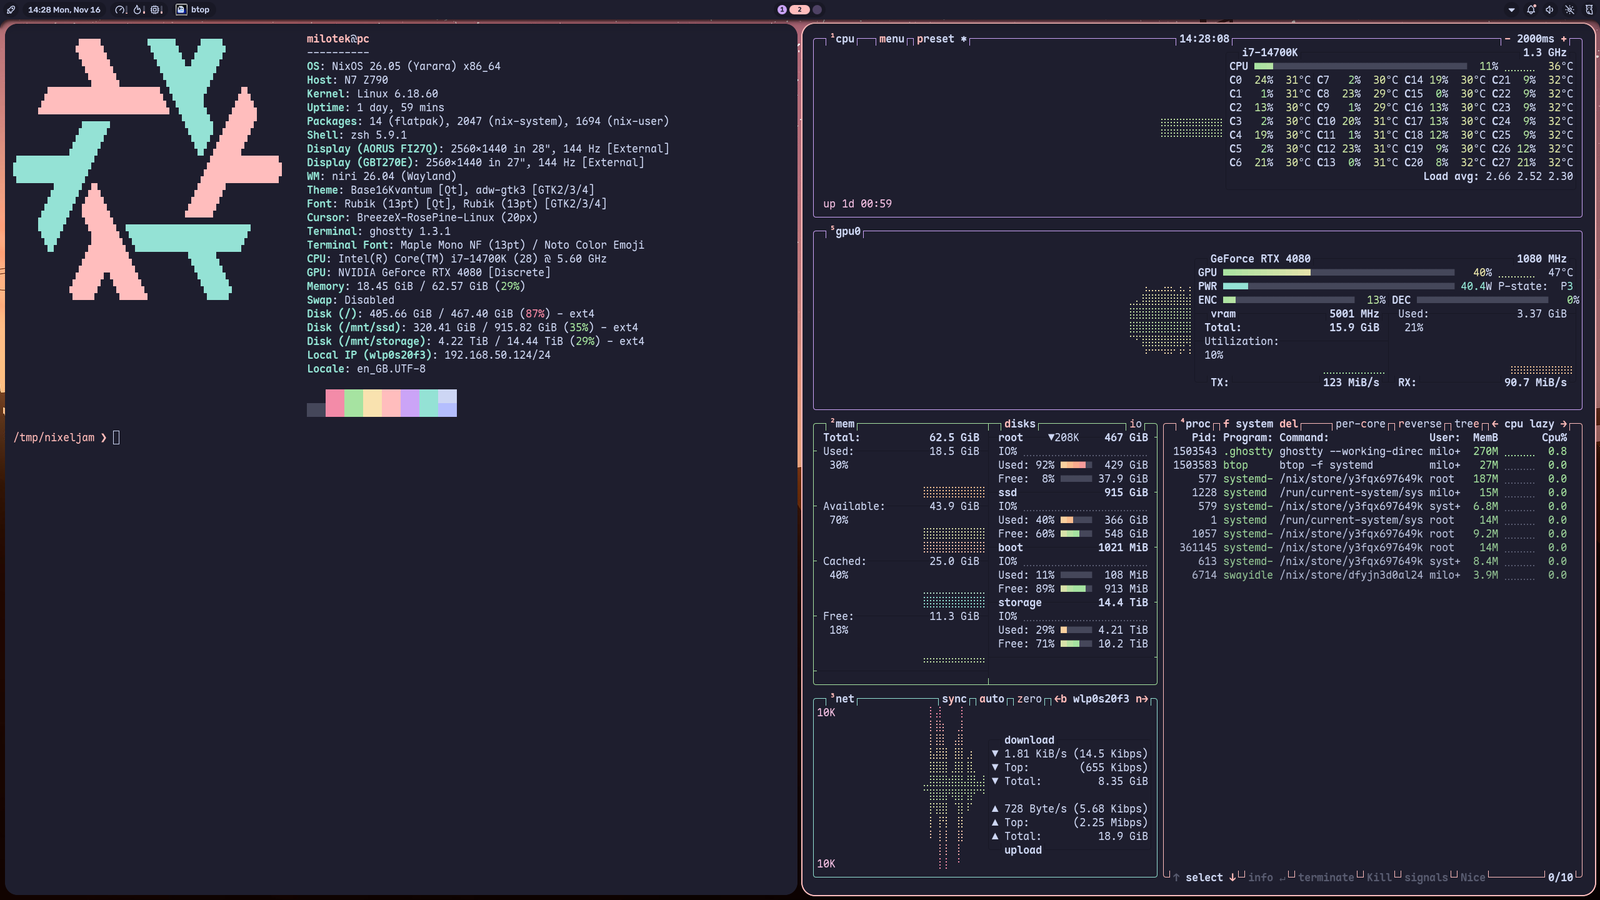 14:28 Mon, Nov 16
btop
1 2
milotek@pc
----------
OS: NixOS 26.05 (Yarara) x86_64
Host: N7 Z790
Kernel: Linux 6.18.60
Uptime: 1 day, 59 mins
Packages: 14 (flatpak), 2047 (nix-system), 1694 (nix-user)
Shell: zsh 5.9.1
Display (AORUS FI27Q): 2560×1440 in 28", 144 Hz [External]
Display (GBT270E): 2560×1440 in 27", 144 Hz [External]
WM: niri 26.04 (Wayland)
Theme: Base16Kvantum [Qt], adw-gtk3 [GTK2/3/4]
Font: Rubik (13pt) [Qt], Rubik (13pt) [GTK2/3/4]
Cursor: BreezeX-RosePine-Linux (20px)
Terminal: ghostty 1.3.1
Terminal Font: Maple Mono NF (13pt) / Noto Color Emoji
CPU: Intel(R) Core(TM) i7-14700K (28) @ 5.60 GHz
GPU: NVIDIA GeForce RTX 4080 [Discrete]
Memory: 18.45 GiB / 62.57 GiB (29%)
Swap: Disabled
Disk (/): 405.66 GiB / 467.40 GiB (87%) - ext4
Disk (/mnt/ssd): 320.41 GiB / 915.82 GiB (35%) - ext4
Disk (/mnt/storage): 4.22 TiB / 14.44 TiB (29%) - ext4
Local IP (wlp0s20f3): 192.168.50.124/24
Locale: en_GB.UTF-8
/tmp/nixeljam ❯
¹cpu menu preset * 14:28:08 - 2000ms +
i7-14700K 1.3 GHz
CPU 11% 36°C
C0 24% 31°C C7 2% 30°C C14 19% 30°C C21 9% 32°C
C1 1% 31°C C8 23% 29°C C15 0% 30°C C22 9% 32°C
C2 13% 30°C C9 1% 29°C C16 13% 30°C C23 9% 32°C
C3 2% 30°C C10 20% 31°C C17 13% 30°C C24 9% 32°C
C4 19% 30°C C11 1% 31°C C18 12% 30°C C25 9% 32°C
C5 2% 30°C C12 23% 31°C C19 9% 30°C C26 12% 32°C
C6 21% 30°C C13 0% 31°C C20 8% 32°C C27 21% 32°C
Load avg: 2.66 2.52 2.30
up 1d 00:59
⁵gpu0
GeForce RTX 4080 1080 MHz
GPU 40% 47°C
PWR 40.4W P-state: P3
ENC 13% DEC 0%
vram 5001 MHz Used: 3.37 GiB
Total: 15.9 GiB 21%
Utilization:
10%
TX: 123 MiB/s RX: 90.7 MiB/s
²mem
Total: 62.5 GiB
Used: 18.5 GiB
30%
Available: 43.9 GiB
70%
Cached: 25.0 GiB
40%
Free: 11.3 GiB
18%
disks io
root ▼208K 467 GiB
IO%
Used: 92% 429 GiB
Free: 8% 37.9 GiB
ssd 915 GiB
IO%
Used: 40% 366 GiB
Free: 60% 548 GiB
boot 1021 MiB
IO%
Used: 11% 108 MiB
Free: 89% 913 MiB
storage 14.4 TiB
IO%
Used: 29% 4.21 TiB
Free: 71% 10.2 TiB
³net sync auto zero ←b wlp0s20f3 n→
10K
download
▼ 1.81 KiB/s (14.5 Kibps)
▼ Top: (655 Kibps)
▼ Total: 8.35 GiB
▲ 728 Byte/s (5.68 Kibps)
▲ Top: (2.25 Mibps)
▲ Total: 18.9 GiB
upload
10K
⁴proc f system del per-core reverse tree ← cpu lazy →
Pid: Program: Command: User: MemB Cpu%
1503543 .ghostty ghostty --working-direc milo+ 270M 0.8
1503583 btop btop -f systemd milo+ 27M 0.0
577 systemd- /nix/store/y3fqx697649k root 187M 0.0
1228 systemd /run/current-system/sys milo+ 15M 0.0
579 systemd- /nix/store/y3fqx697649k syst+ 6.8M 0.0
1 systemd /run/current-system/sys root 14M 0.0
1057 systemd- /nix/store/y3fqx697649k root 9.2M 0.0
361145 systemd- /nix/store/y3fqx697649k root 14M 0.0
613 systemd- /nix/store/y3fqx697649k syst+ 8.4M 0.0
6714 swayidle /nix/store/dfyjn3d0al24 milo+ 3.9M 0.0
↑ select ↓ info ↵ terminate Kill signals Nice 0/10